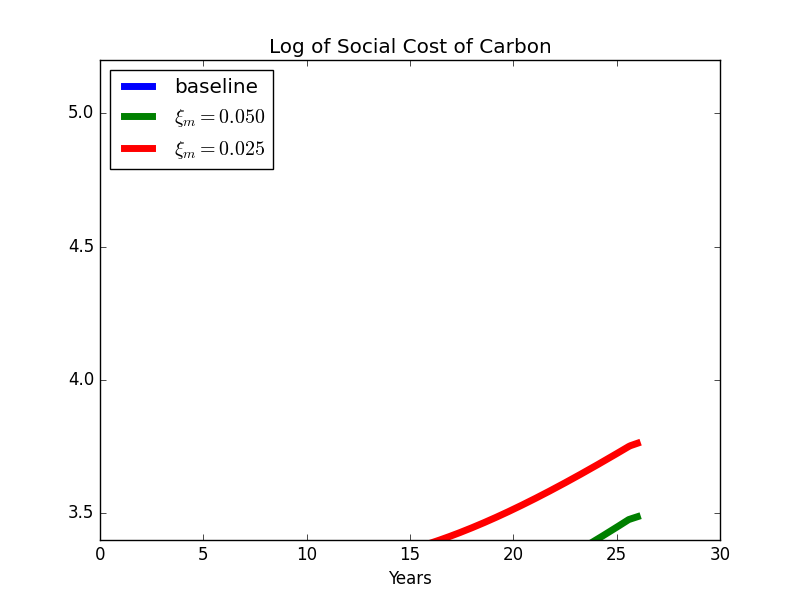 Log of Social Cost of Carbon
baseline
ξₘ = 0.050
ξₘ = 0.025
5.0
4.5
4.0
3.5
0 5 10 15 20 25 30
Years